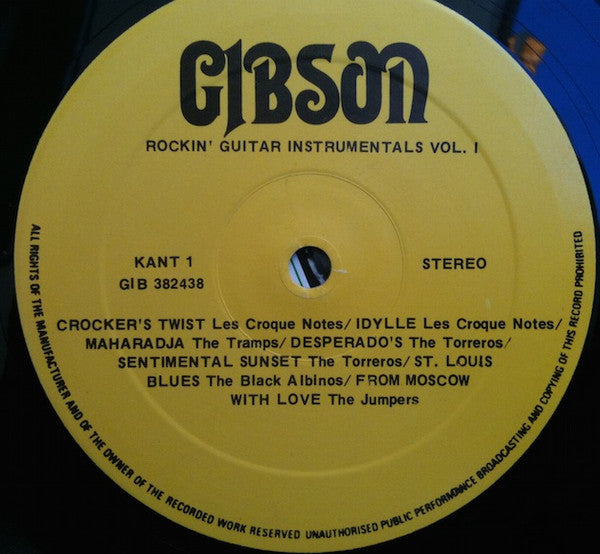 GIBSON
ROCKIN' GUITAR INSTRUMENTALS VOL. I
KANT 1
GIB 382438
STEREO
CROCKER'S TWIST Les Croque Notes/ IDYLLE Les Croque Notes/
MAHARADJA The Tramps/ DESPERADO'S The Torreros/
SENTIMENTAL SUNSET The Torreros/ ST. LOUIS
BLUES The Black Albinos/ FROM MOSCOW
WITH LOVE The Jumpers
ALL RIGHTS OF THE MANUFACTURER AND OF THE OWNER OF THE RECORDED WORK RESERVED UNAUTHORISED PUBLIC PERFORMANCE BROADCASTING AND COPYING OF THIS RECORD PROHIBITED